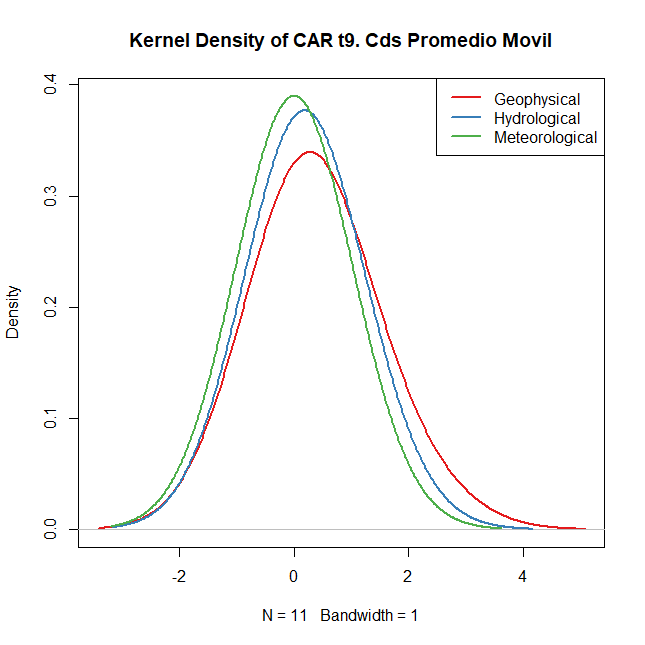 Kernel Density of CAR t9. Cds Promedio Movil
Geophysical
Hydrological
Meteorological
Density
0.4
0.3
0.2
0.1
0.0
-2 0 2 4
N = 11 Bandwidth = 1